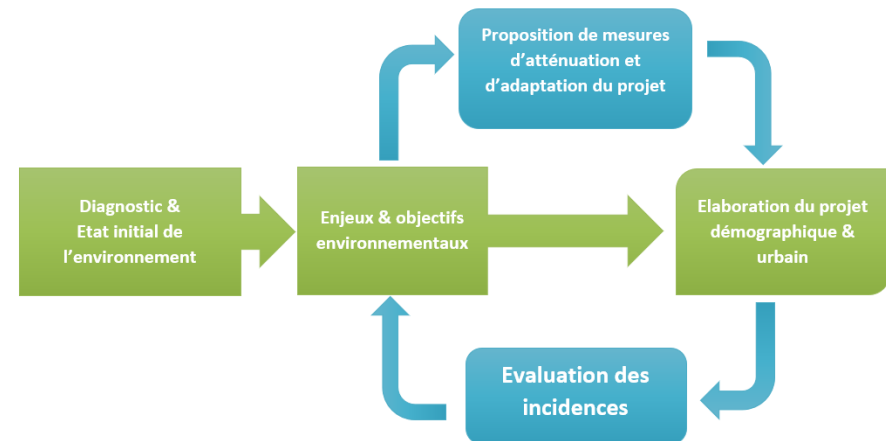 Proposition de mesures
d'atténuation et
d'adaptation du projet
Diagnostic &
Etat initial de
l'environnement
Enjeux & objectifs
environnementaux
Elaboration du projet
démographique &
urbain
Evaluation des
incidences